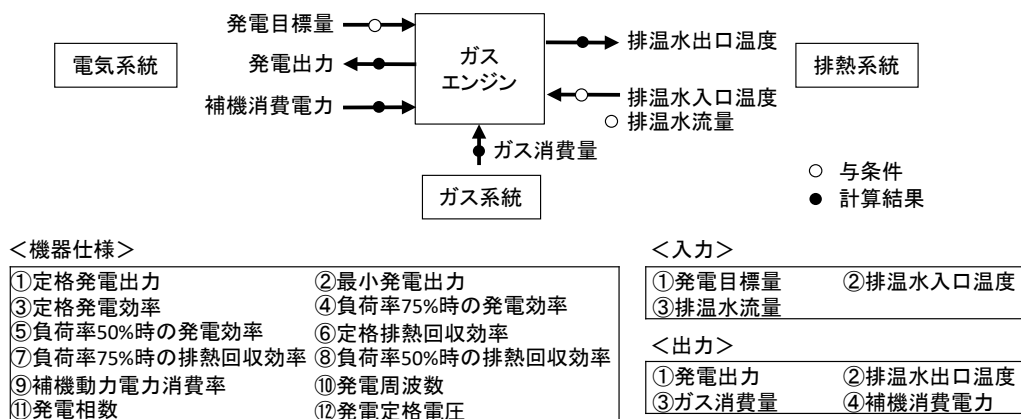 発電目標量
発電出力
補機消費電力
電気系統
ガス
エンジン
排温水出口温度
排温水入口温度
○ 排温水流量
排熱系統
ガス消費量
ガス系統
○ 与条件
● 計算結果
＜機器仕様＞
①定格発電出力 ②最小発電出力
③定格発電効率 ④負荷率75%時の発電効率
⑤負荷率50%時の発電効率 ⑥定格排熱回収効率
⑦負荷率75%時の排熱回収効率 ⑧負荷率50%時の排熱回収効率
⑨補機動力電力消費率 ⑩発電周波数
⑪発電相数 ⑫発電定格電圧
＜入力＞
①発電目標量 ②排温水入口温度
③排温水流量
＜出力＞
①発電出力 ②排温水出口温度
③ガス消費量 ④補機消費電力